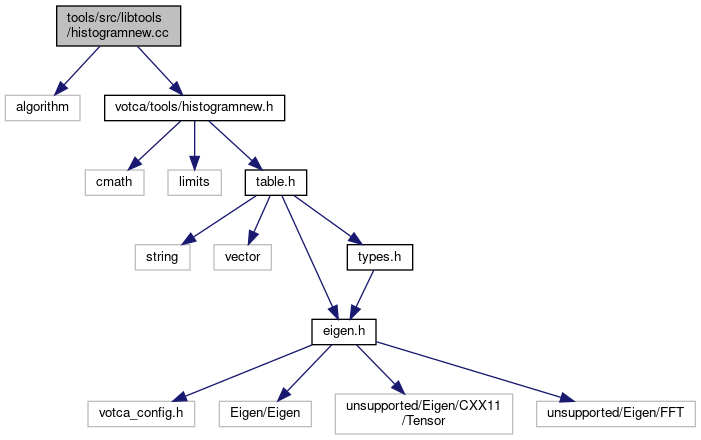 tools/src/libtools
/histogramnew.cc
algorithm
votca/tools/histogramnew.h
cmath
limits
table.h
string
vector
types.h
eigen.h
votca_config.h
Eigen/Eigen
unsupported/Eigen/CXX11
/Tensor
unsupported/Eigen/FFT